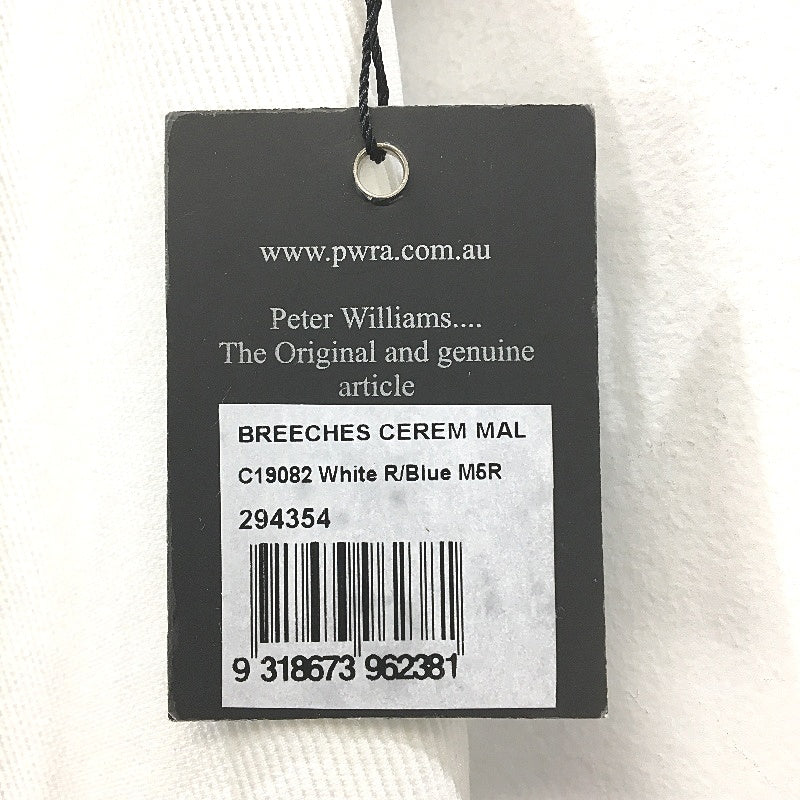 www.pwra.com.au
Peter Williams....
The Original and genuine
article
BREECHES CEREM MAL
C19082 White R/Blue M5R
294354
9 318673 962381